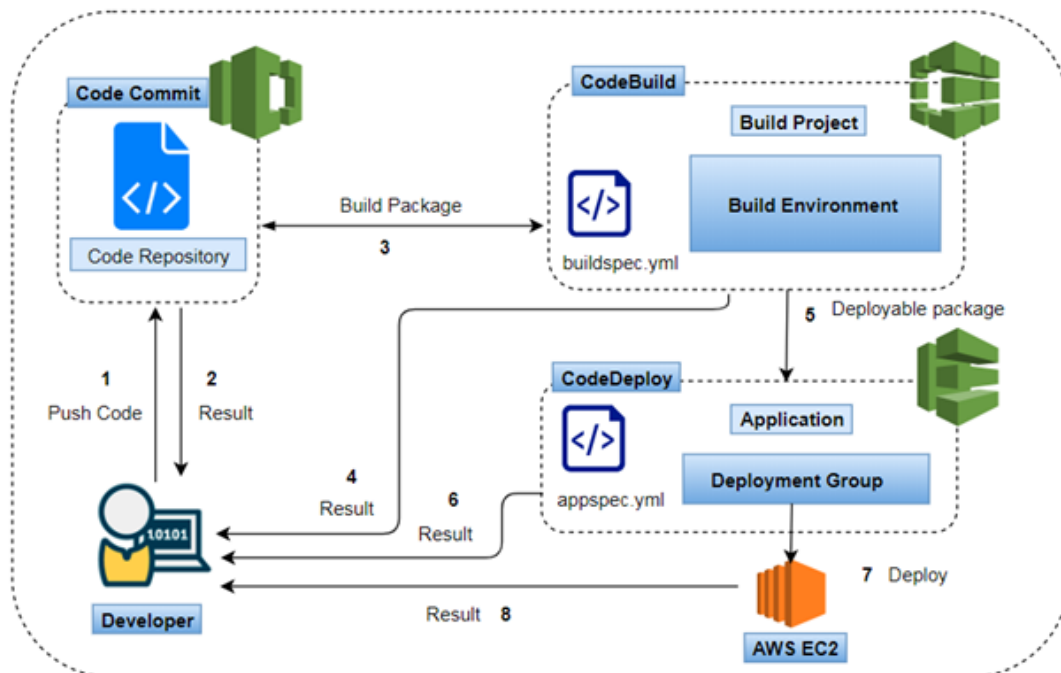 Code Commit
</>
Code Repository
CodeBuild
Build Project
</>
buildspec.yml
Build Environment
Build Package
3
1
Push Code
2
Result
4
Result
5 Deployable package
CodeDeploy
Application
</>
appspec.yml
Deployment Group
6
Result
10101
Developer
7 Deploy
Result 8
AWS EC2